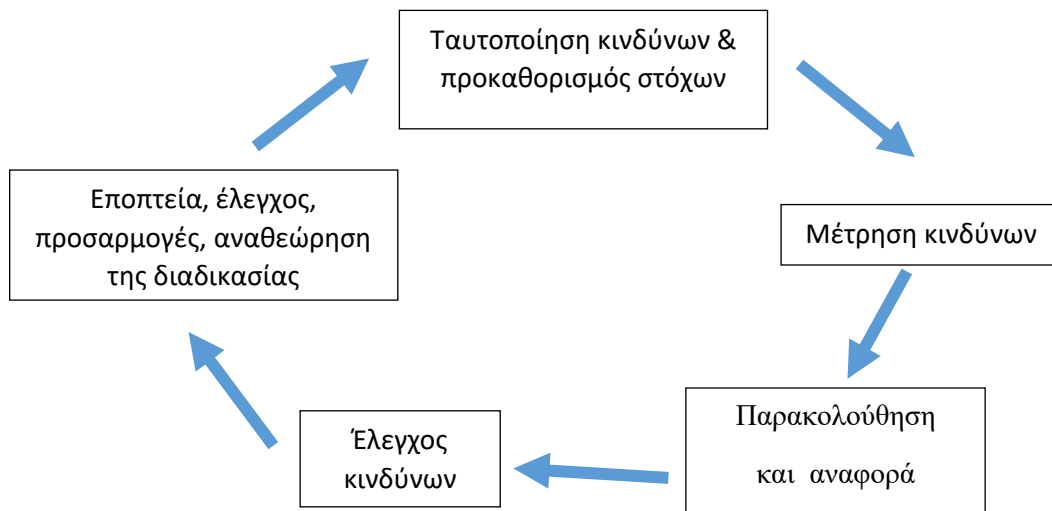 Ταυτοποίηση κινδύνων &
προκαθορισμός στόχων
Μέτρηση κινδύνων
Παρακολούθηση
και αναφορά
Έλεγχος
κινδύνων
Εποπτεία, έλεγχος,
προσαρμογές, αναθεώρηση
της διαδικασίας